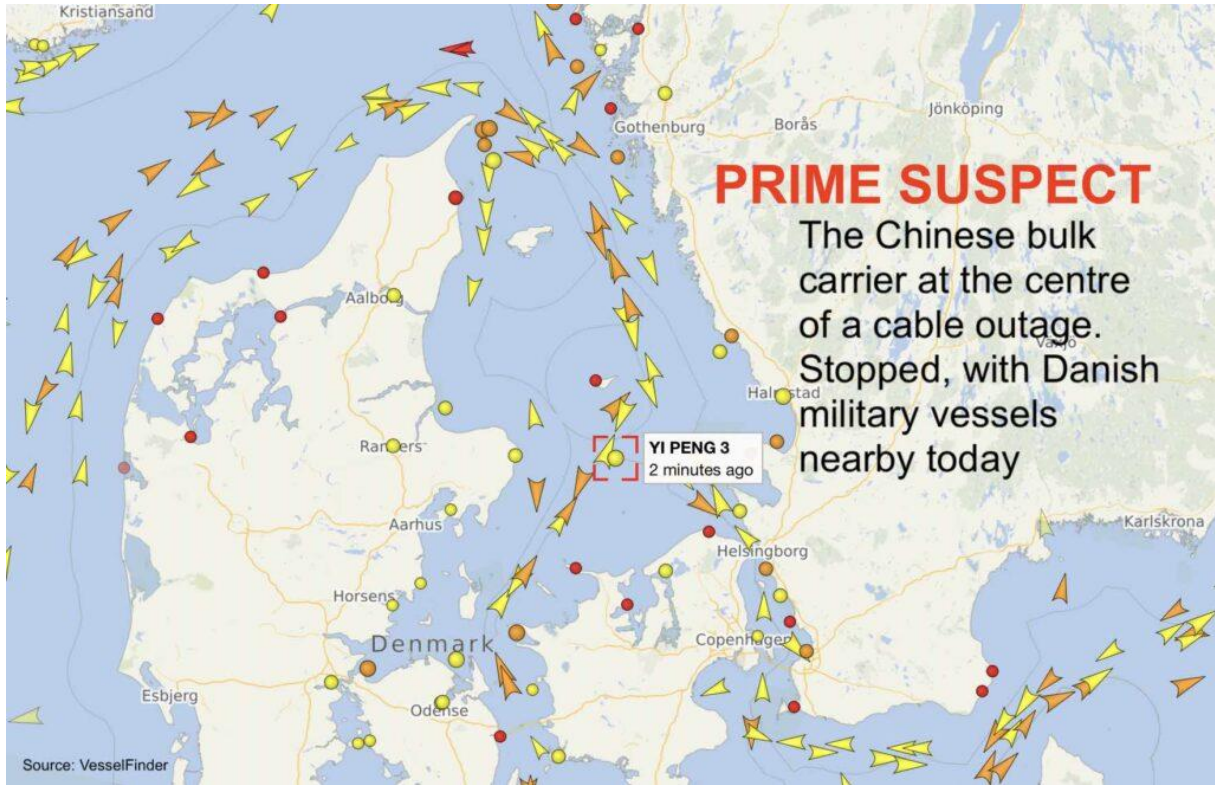 Kristiansand
Jönköping
Gothenburg
Borås
PRIME SUSPECT
The Chinese bulk
carrier at the centre
of a cable outage.
Stopped, with Danish
military vessels
nearby today
Aalborg
Växjö
Halmstad
Randers
YI PENG 3
2 minutes ago
Aarhus
Karlskrona
Helsingborg
Horsens
Denmark
Copenhagen
Esbjerg
Odense
Source: VesselFinder